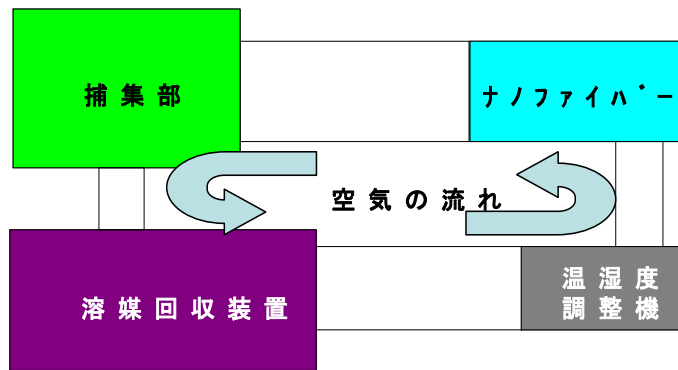 捕集部
ナノファイバー
空気の流れ
溶媒回収装置
温湿度
調整機